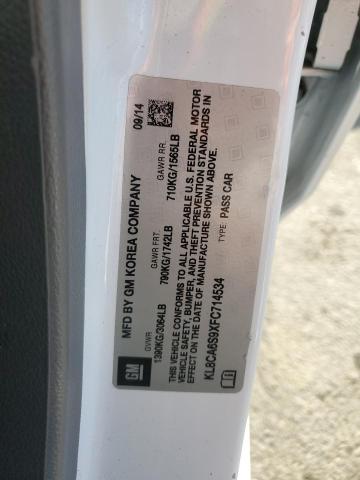 GM
MFD BY GM KOREA COMPANY 09/14
GVWR GAWR FRT. GAWR RR.
1390KG/3064LB 790KG/1742LB 710KG/1565LB
THIS VEHICLE CONFORMS TO ALL APPLICABLE U.S. FEDERAL MOTOR
VEHICLE SAFETY, BUMPER, AND THEFT PREVENTION STANDARDS IN
EFFECT ON THE DATE OF MANUFACTURE SHOWN ABOVE.
KL8CA6S9XFC714534 TYPE: PASS CAR